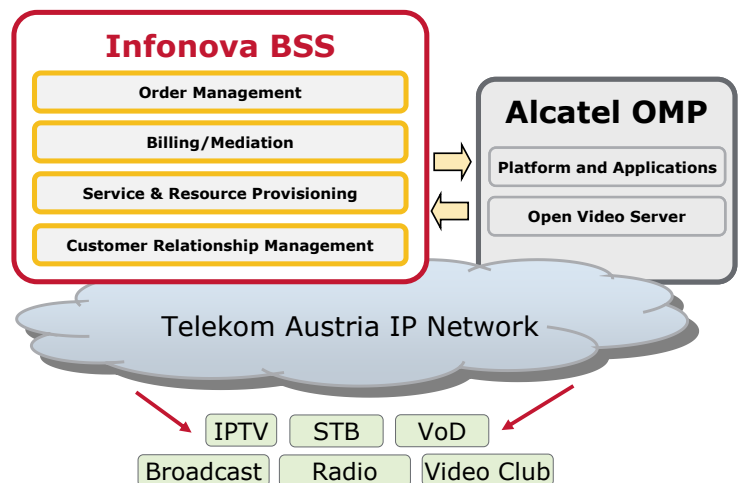 Infonova BSS
Order Management
Billing/Mediation
Service & Resource Provisioning
Customer Relationship Management
Alcatel OMP
Platform and Applications
Open Video Server
Telekom Austria IP Network
IPTV
STB
VoD
Broadcast
Radio
Video Club